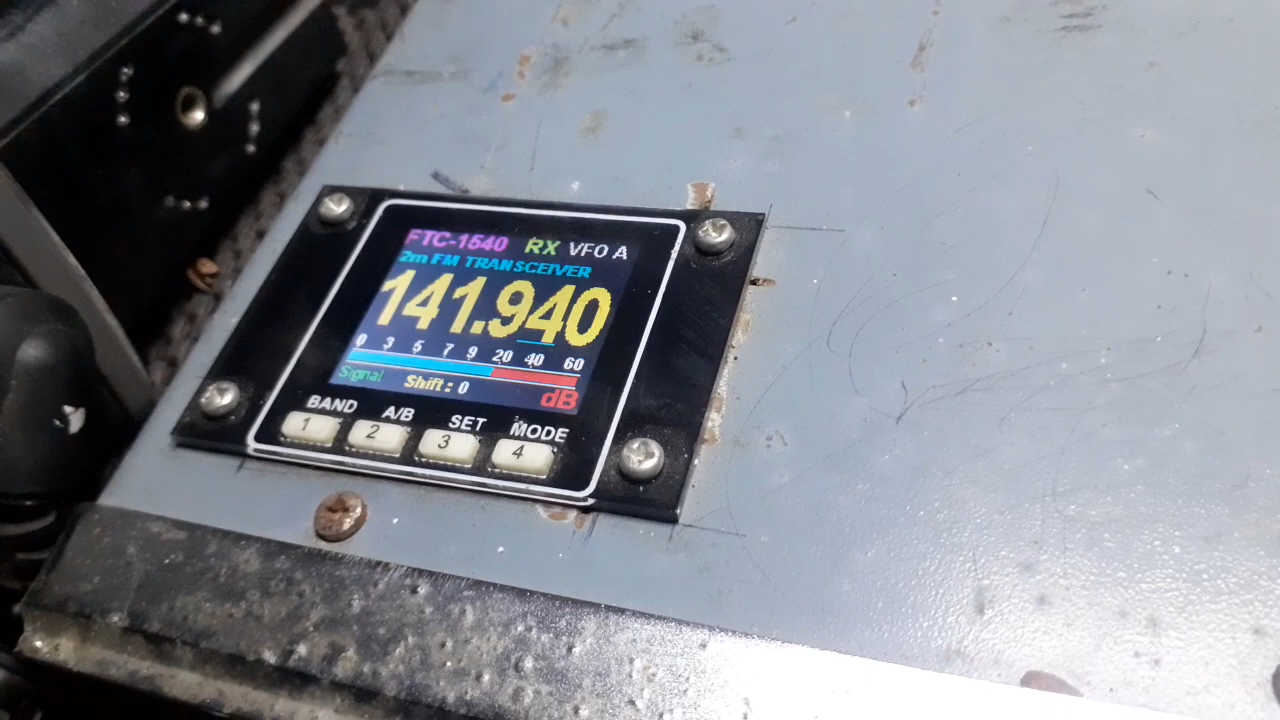 FTC-1540 RX VFO A
2m FM TRANSCEIVER
141.940
0 3 5 7 9 20 40 60
Signal Shift: 0 dB
BAND A/B SET MODE
1 2 3 4